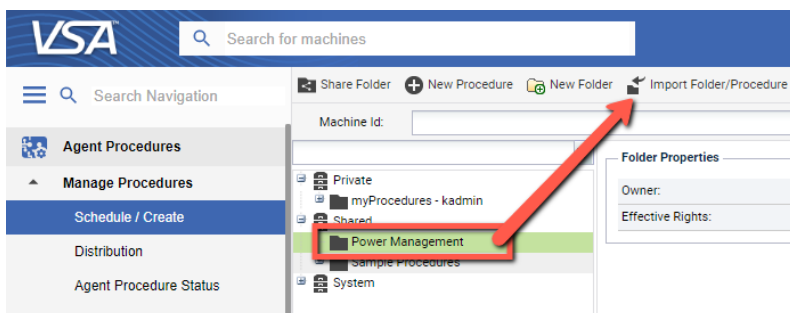 VSA
Search for machines
Search Navigation
Share Folder New Procedure New Folder Import Folder/Procedure
Machine Id:
Agent Procedures
Manage Procedures
Schedule / Create
Distribution
Agent Procedure Status
Private
myProcedures - kadmin
Shared
Power Management
Sample Procedures
System
Folder Properties
Owner:
Effective Rights: